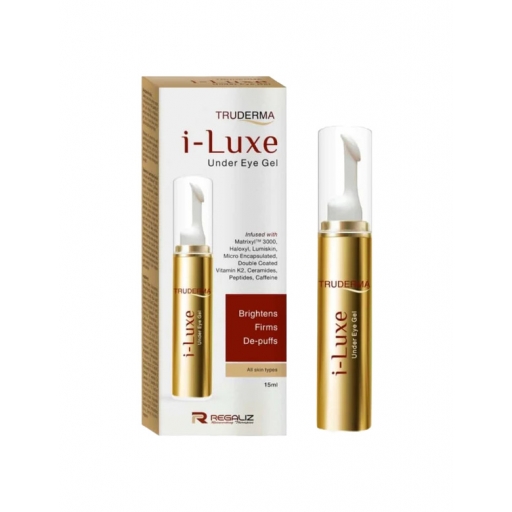 TRUDERMA
i-Luxe
Under Eye Gel
Infused with
Matrixyl™ 3000,
Haloxyl, Lumiskin,
Micro Encapsulated,
Double Coated
Vitamin K2, Ceramides,
Peptides, Caffeine
TRUDERMA
i-Luxe
Under Eye Gel
Brightens
Firms
De-puffs
All skin types
15ml
REGALIZ
TRUDERMA
i-Luxe
Under Eye Gel